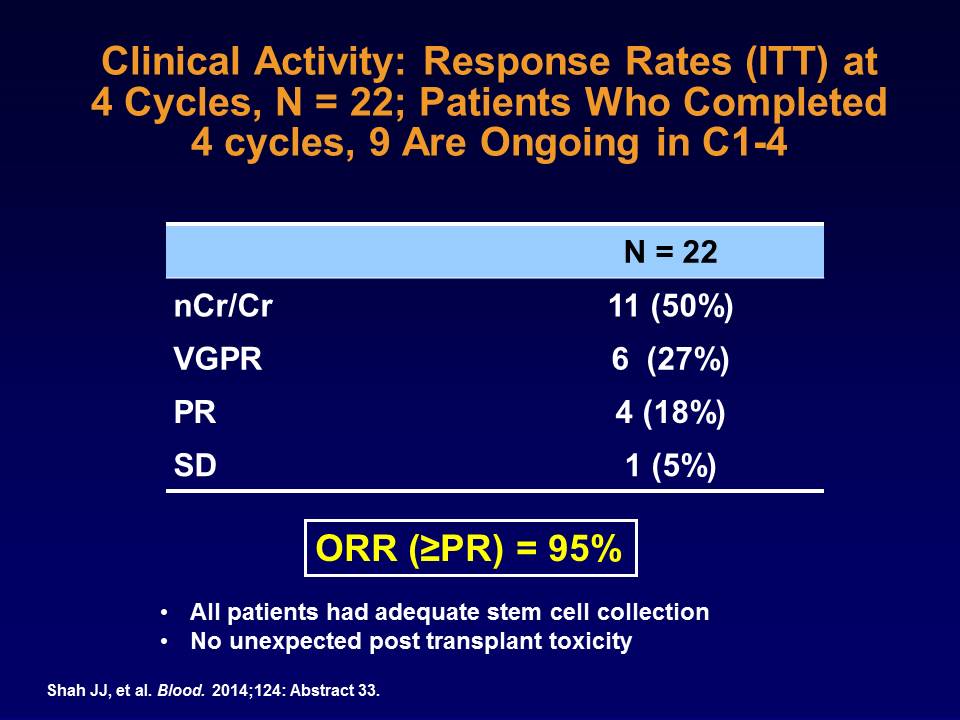 Clinical Activity: Response Rates (ITT) at
4 Cycles, N = 22; Patients Who Completed
4 cycles, 9 Are Ongoing in C1-4
N = 22
nCr/Cr 11 (50%)
VGPR 6 (27%)
PR 4 (18%)
SD 1 (5%)
ORR (≥PR) = 95%
• All patients had adequate stem cell collection
• No unexpected post transplant toxicity
Shah JJ, et al. Blood. 2014;124: Abstract 33.